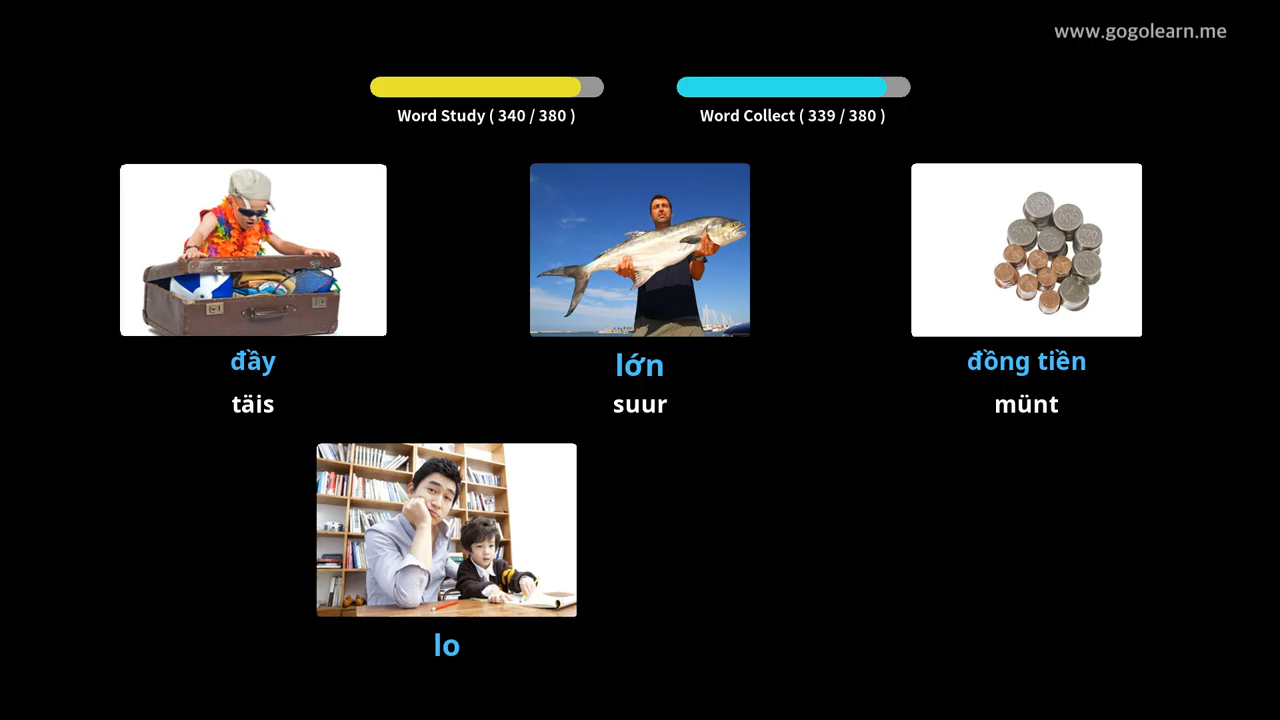 www.gogolearn.me
Word Study ( 340 / 380 )
Word Collect ( 339 / 380 )
đầy
lớn
đồng tiền
täis
suur
münt
lo